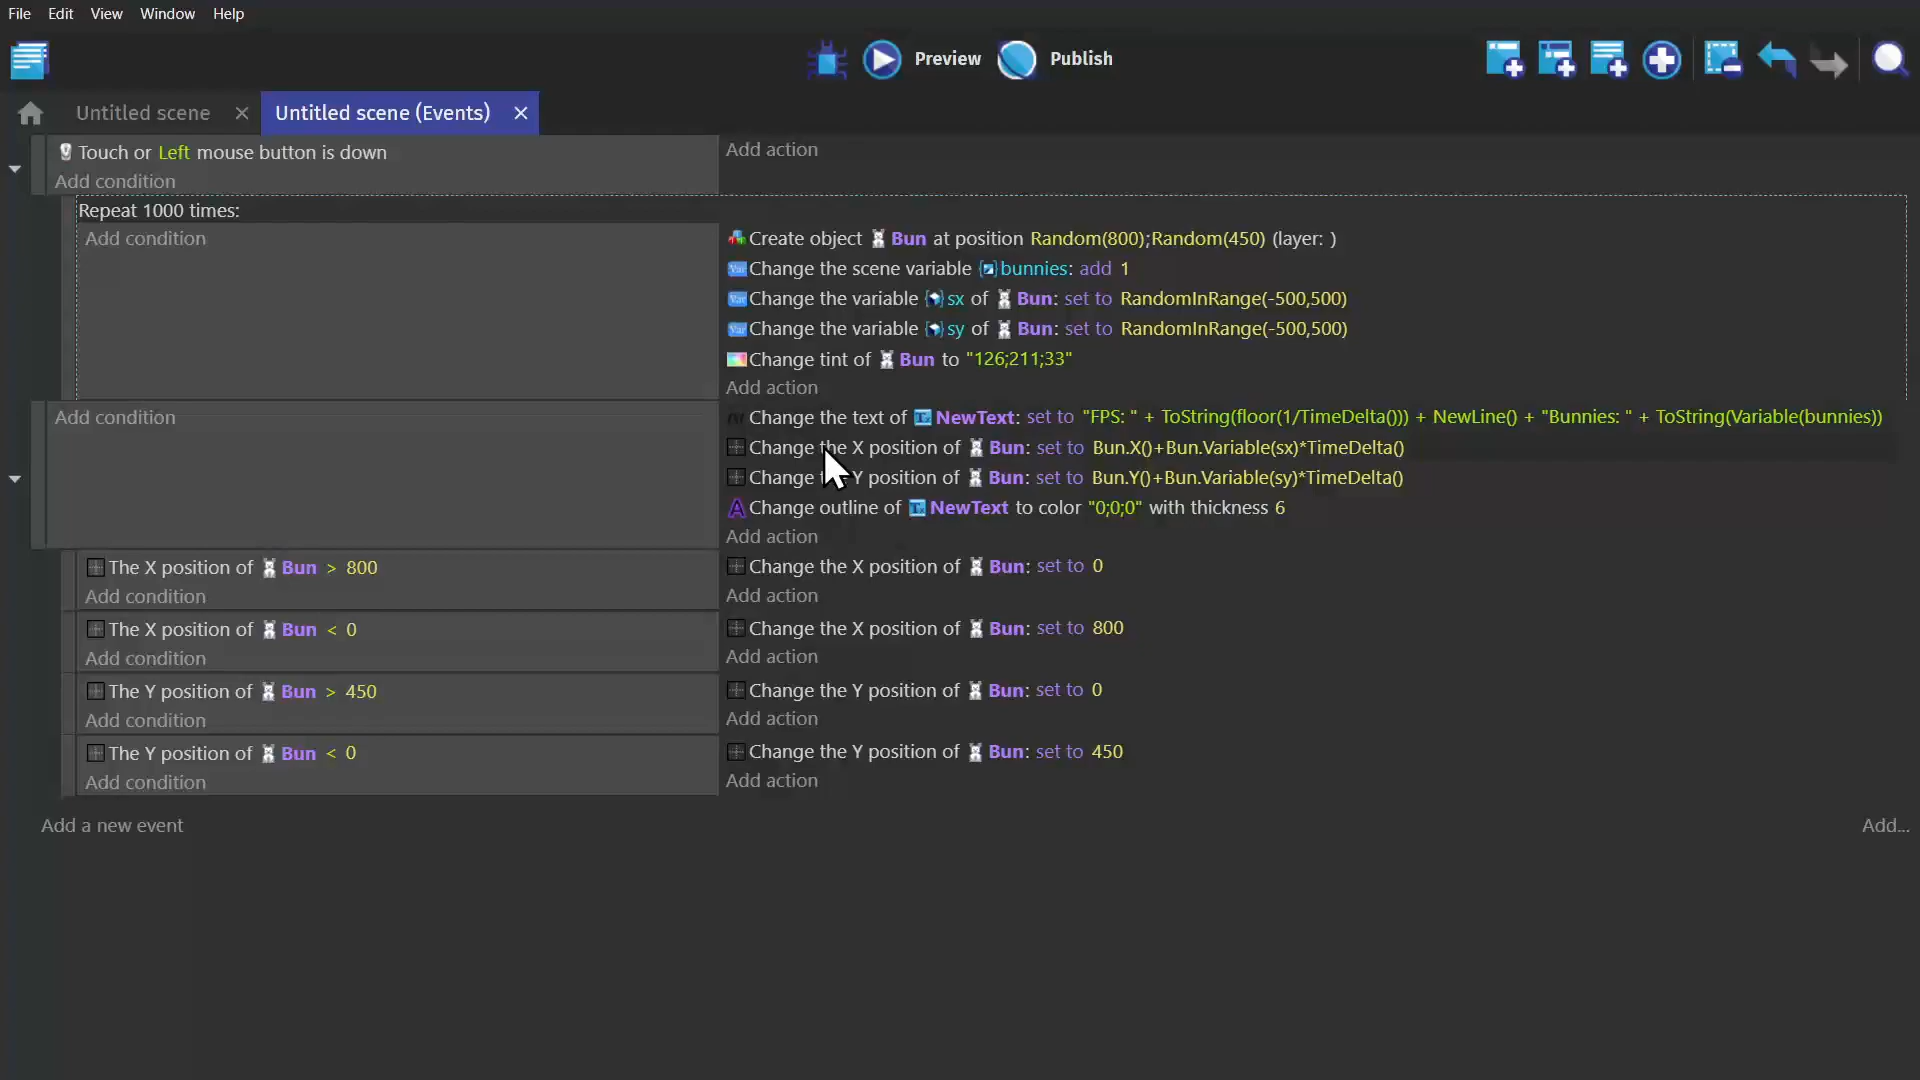 File Edit View Window Help
Preview Publish
Untitled scene × Untitled scene (Events) ×
Touch or Left mouse button is down
Add condition
Add action
Repeat 1000 times:
Add condition
Create object Bun at position Random(800);Random(450) (layer: )
Change the scene variable bunnies: add 1
Change the variable sx of Bun: set to RandomInRange(-500,500)
Change the variable sy of Bun: set to RandomInRange(-500,500)
Change tint of Bun to "126;211;33"
Add action
Add condition
Change the text of NewText: set to "FPS: " + ToString(floor(1/TimeDelta())) + NewLine() + "Bunnies: " + ToString(Variable(bunnies))
Change the X position of Bun: set to Bun.X()+Bun.Variable(sx)*TimeDelta()
Change the Y position of Bun: set to Bun.Y()+Bun.Variable(sy)*TimeDelta()
Change outline of NewText to color "0;0;0" with thickness 6
Add action
The X position of Bun > 800
Add condition
Change the X position of Bun: set to 0
Add action
The X position of Bun < 0
Add condition
Change the X position of Bun: set to 800
Add action
The Y position of Bun > 450
Add condition
Change the Y position of Bun: set to 0
Add action
The Y position of Bun < 0
Add condition
Change the Y position of Bun: set to 450
Add action
Add a new event
Add...